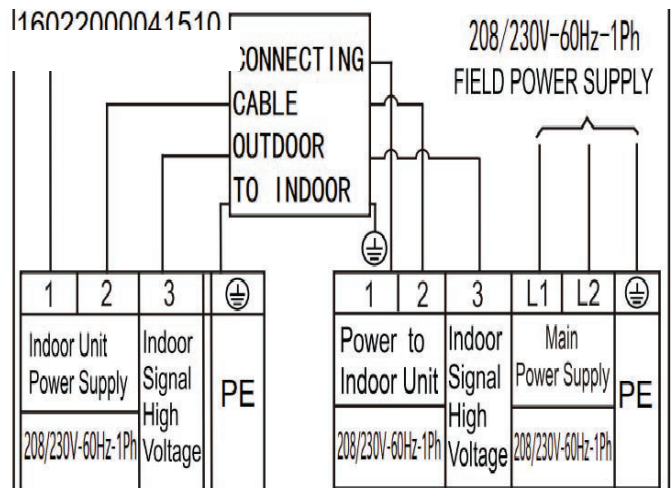 16022000041510
208/230V-60Hz-1Ph
FIELD POWER SUPPLY
CONNECTING
CABLE
OUTDOOR
TO INDOOR
1 2 3
Indoor Unit
Power Supply
208/230V-60Hz-1Ph
Indoor
Signal
High
Voltage
PE
1 2 3 L1 L2
Power to
Indoor Unit
208/230V-60Hz-1Ph
Indoor
Signal
High
Voltage
Main
Power Supply
208/230V-60Hz-1Ph
PE